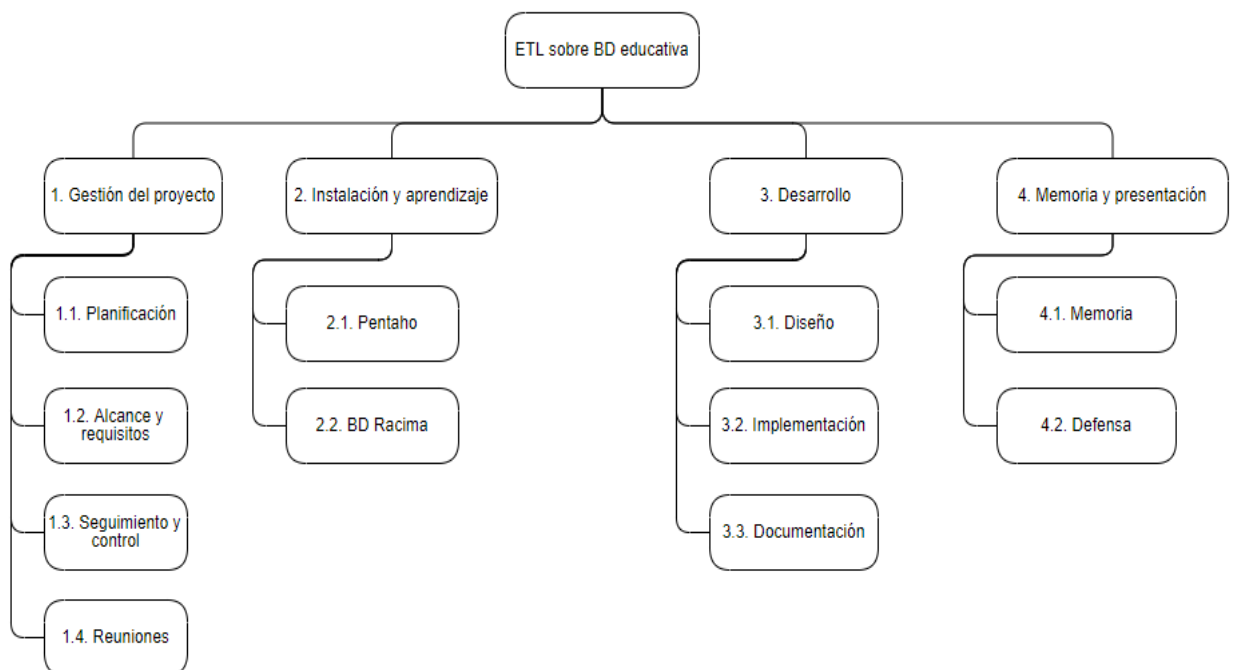 ETL sobre BD educativa
1. Gestión del proyecto
2. Instalación y aprendizaje
3. Desarrollo
4. Memoria y presentación
1.1. Planificación
1.2. Alcance y
requisitos
1.3. Seguimiento y
control
1.4. Reuniones
2.1. Pentaho
2.2. BD Racima
3.1. Diseño
3.2. Implementación
3.3. Documentación
4.1. Memoria
4.2. Defensa